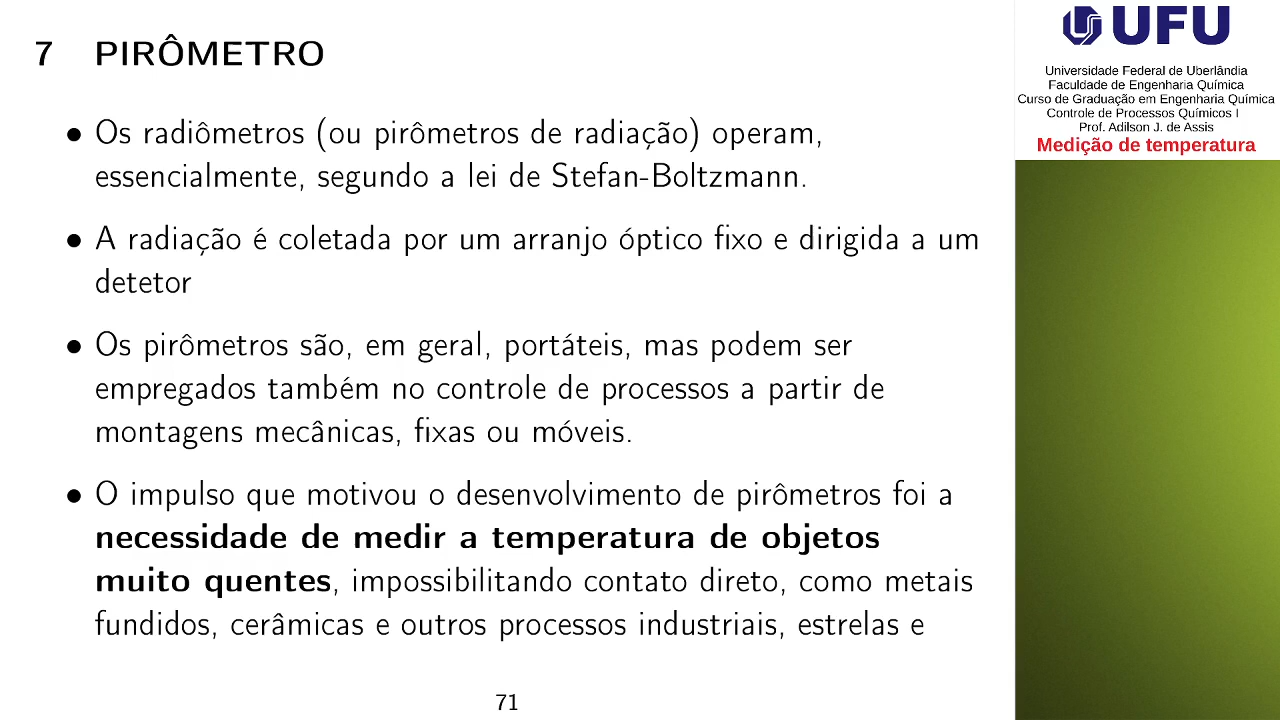 7 PIRÔMETRO
• Os radiômetros (ou pirômetros de radiação) operam,
essencialmente, segundo a lei de Stefan-Boltzmann.
• A radiação é coletada por um arranjo óptico fixo e dirigida a um
detetor
• Os pirômetros são, em geral, portáteis, mas podem ser
empregados também no controle de processos a partir de
montagens mecânicas, fixas ou móveis.
• O impulso que motivou o desenvolvimento de pirômetros foi a
necessidade de medir a temperatura de objetos
muito quentes, impossibilitando contato direto, como metais
fundidos, cerâmicas e outros processos industriais, estrelas e
71
UFU
Universidade Federal de Uberlândia
Faculdade de Engenharia Química
Curso de Graduação em Engenharia Química
Controle de Processos Químicos I
Prof. Adilson J. de Assis
Medição de temperatura